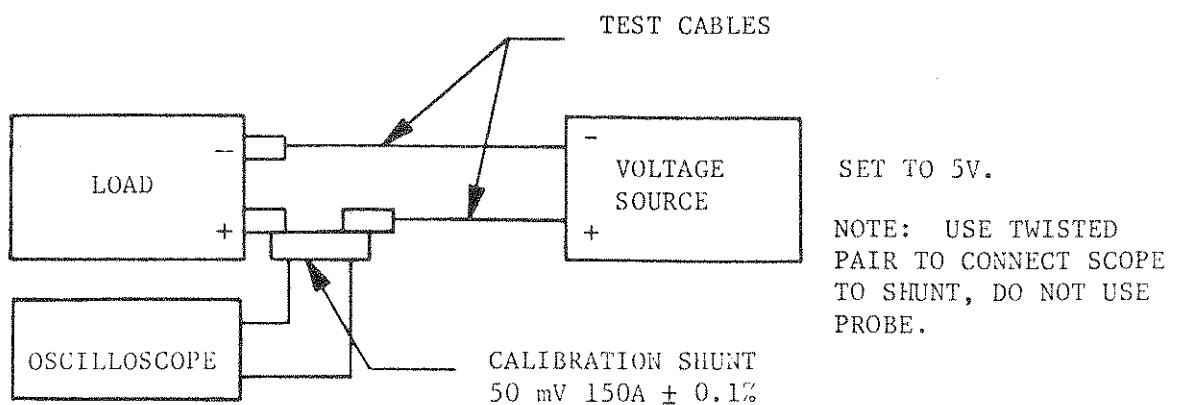 TEST CABLES
-
-
LOAD
VOLTAGE
SOURCE
SET TO 5V.
+
+
NOTE: USE TWISTED
PAIR TO CONNECT SCOPE
TO SHUNT, DO NOT USE
PROBE.
OSCILLOSCOPE
CALIBRATION SHUNT
50 mV 150A ± 0.1%